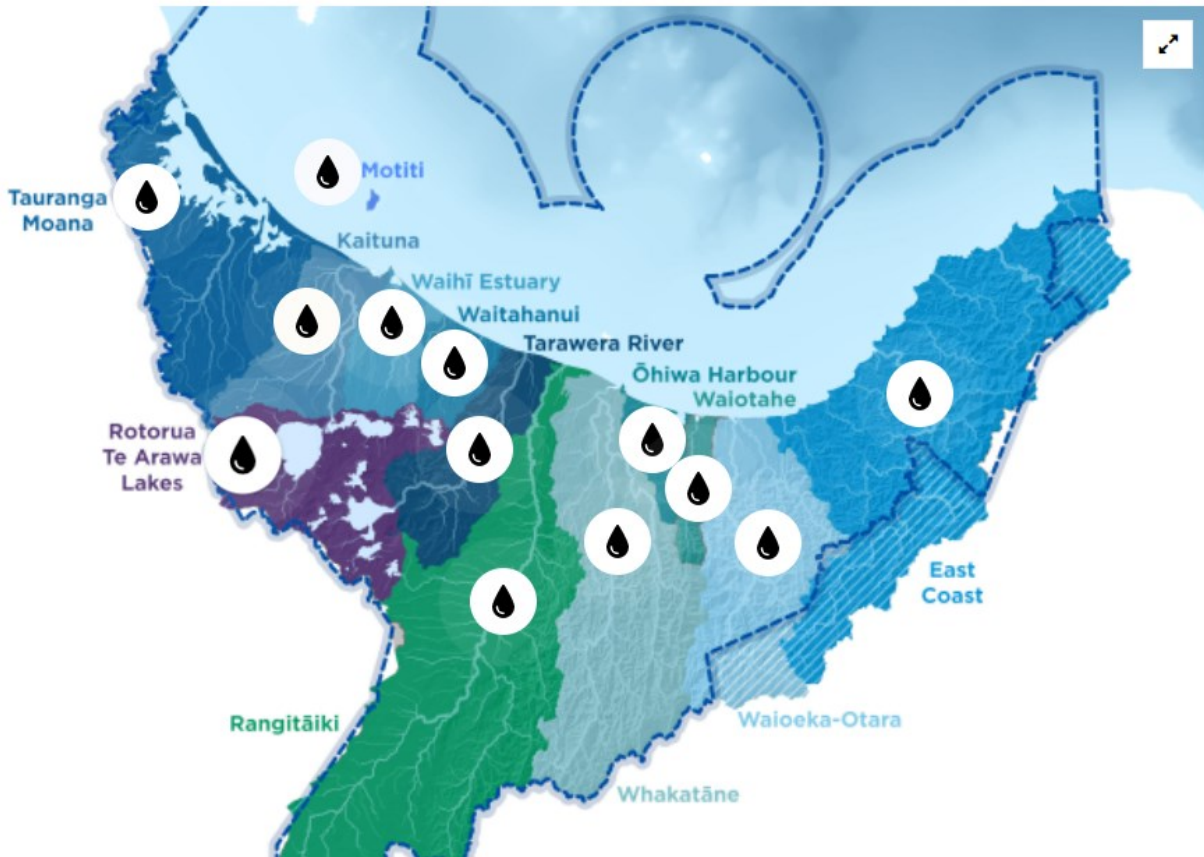 Motiti
Tauranga
Moana
Kaituna
Waihī Estuary
Waitahanui
Tarawera River
Ōhiwa Harbour
Waiotahe
Rotorua
Te Arawa
Lakes
East
Coast
Rangitāiki
Waioeka-Otara
Whakatāne